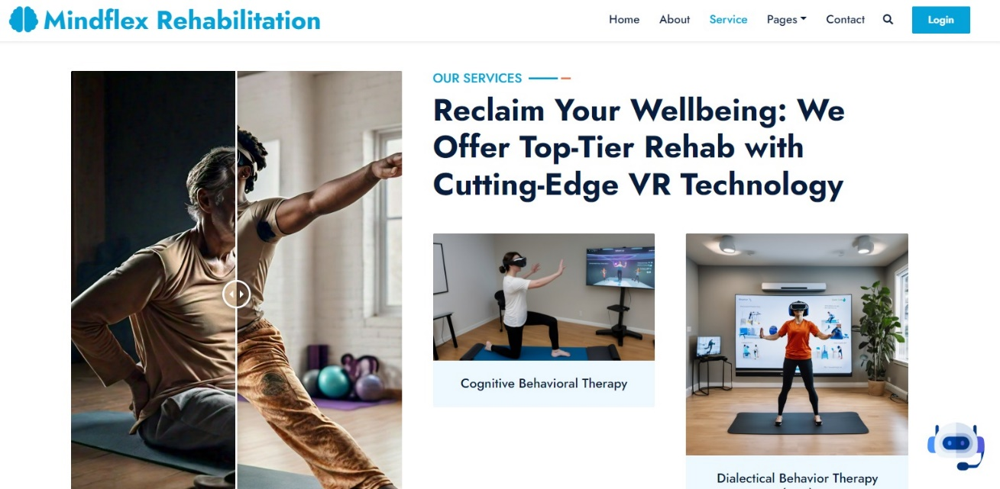 Mindflex Rehabilitation
Home About Service Pages Contact Login
OUR SERVICES
Reclaim Your Wellbeing: We
Offer Top-Tier Rehab with
Cutting-Edge VR Technology
Cognitive Behavioral Therapy
Dialectical Behavior Therapy